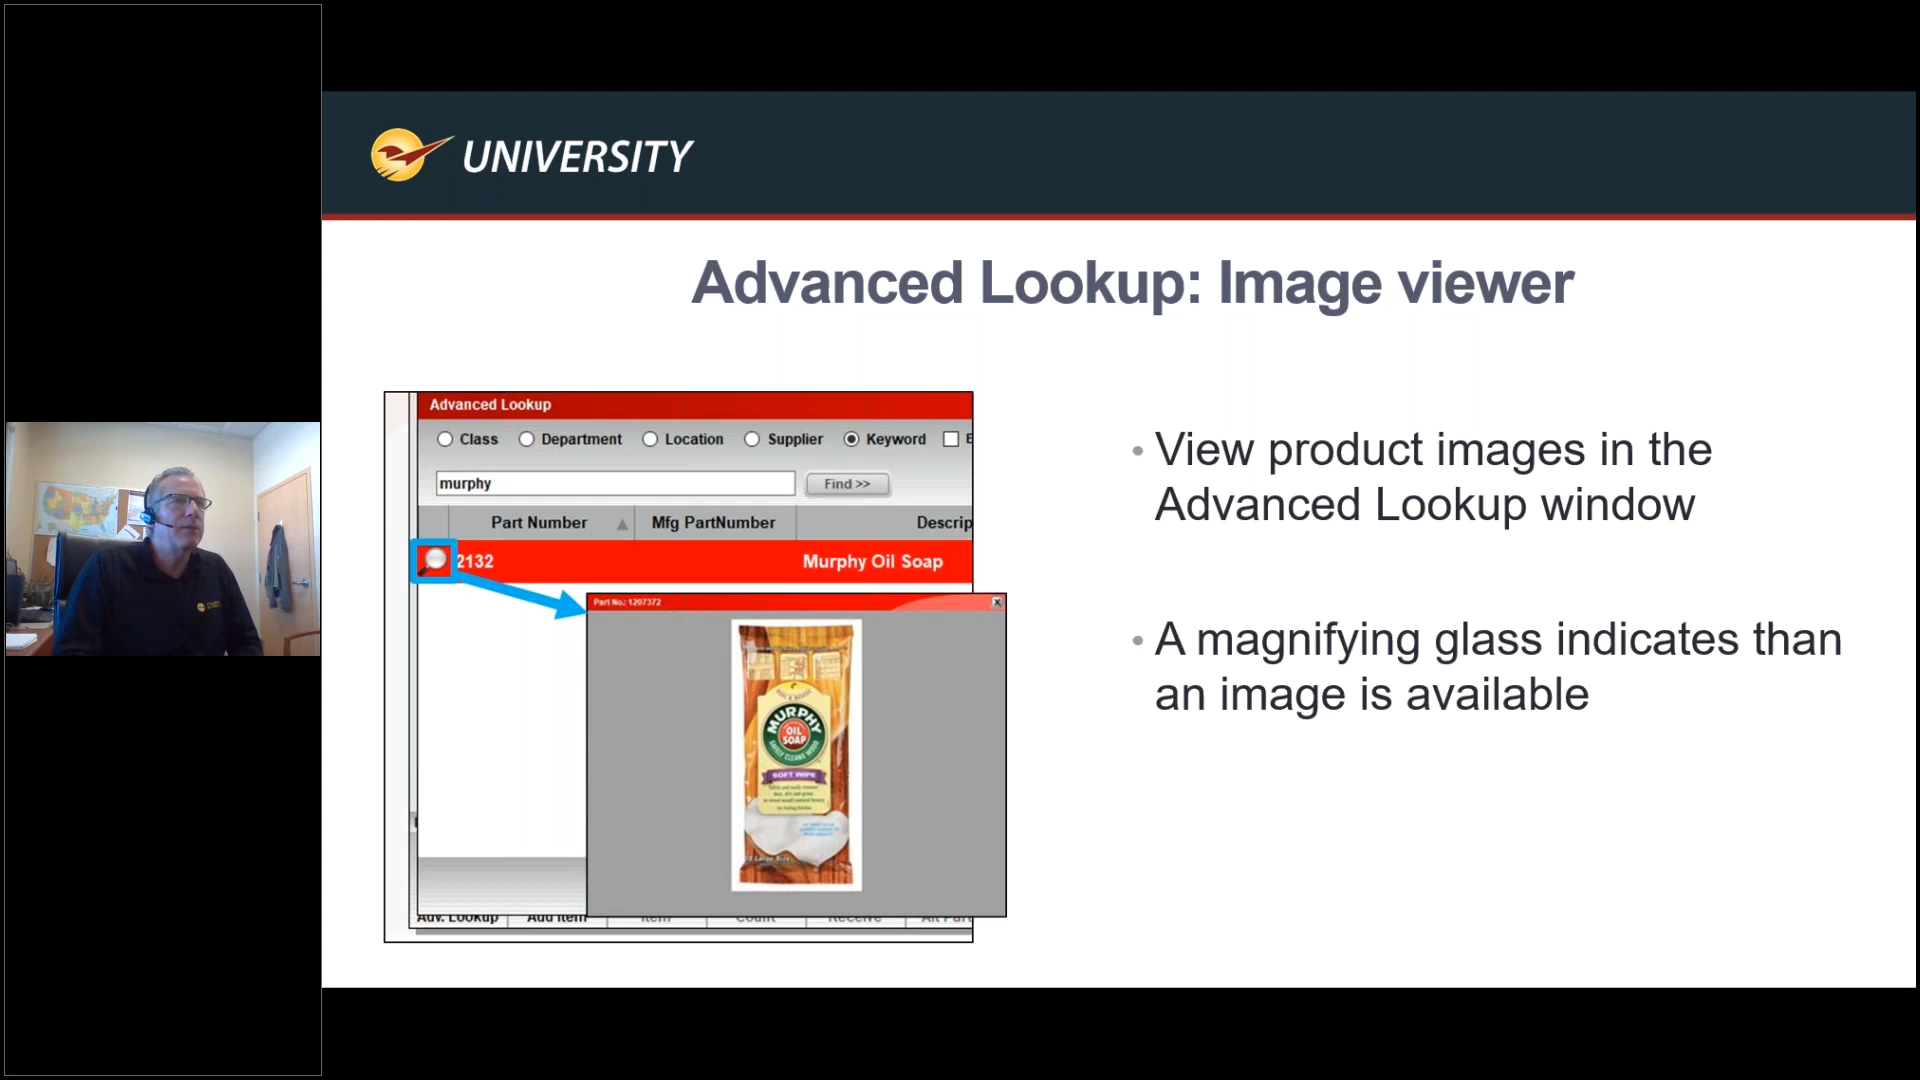 UNIVERSITY
Advanced Lookup: Image viewer
Advanced Lookup
Class Department Location Supplier Keyword E
murphy Find >>
Part Number Mfg PartNumber Descrip
2132 Murphy Oil Soap
Part No.: 1207372
MURPHY
OIL
SOAP
SOFT WIPE
Adv. Lookup Add Item Item Count Receive Alt Part
• View product images in the
Advanced Lookup window
• A magnifying glass indicates than
an image is available